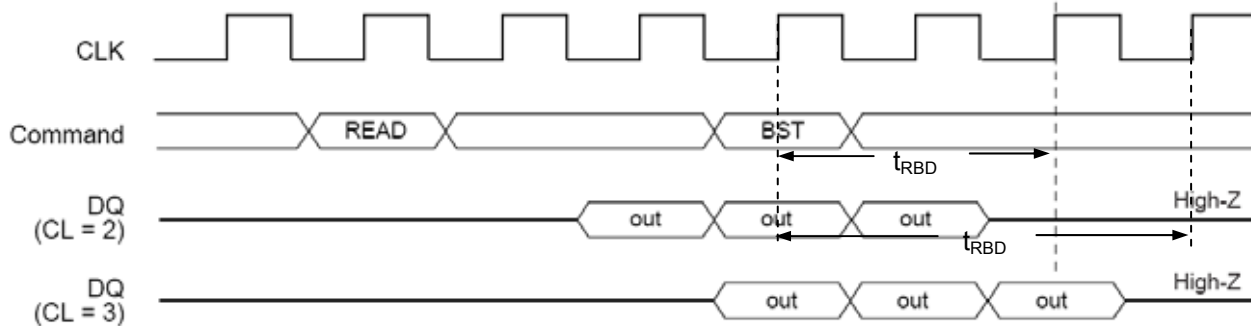 CLK
Command READ BST
tRBD
DQ
(CL = 2) out out out High-Z
tRBD
DQ
(CL = 3) out out out High-Z